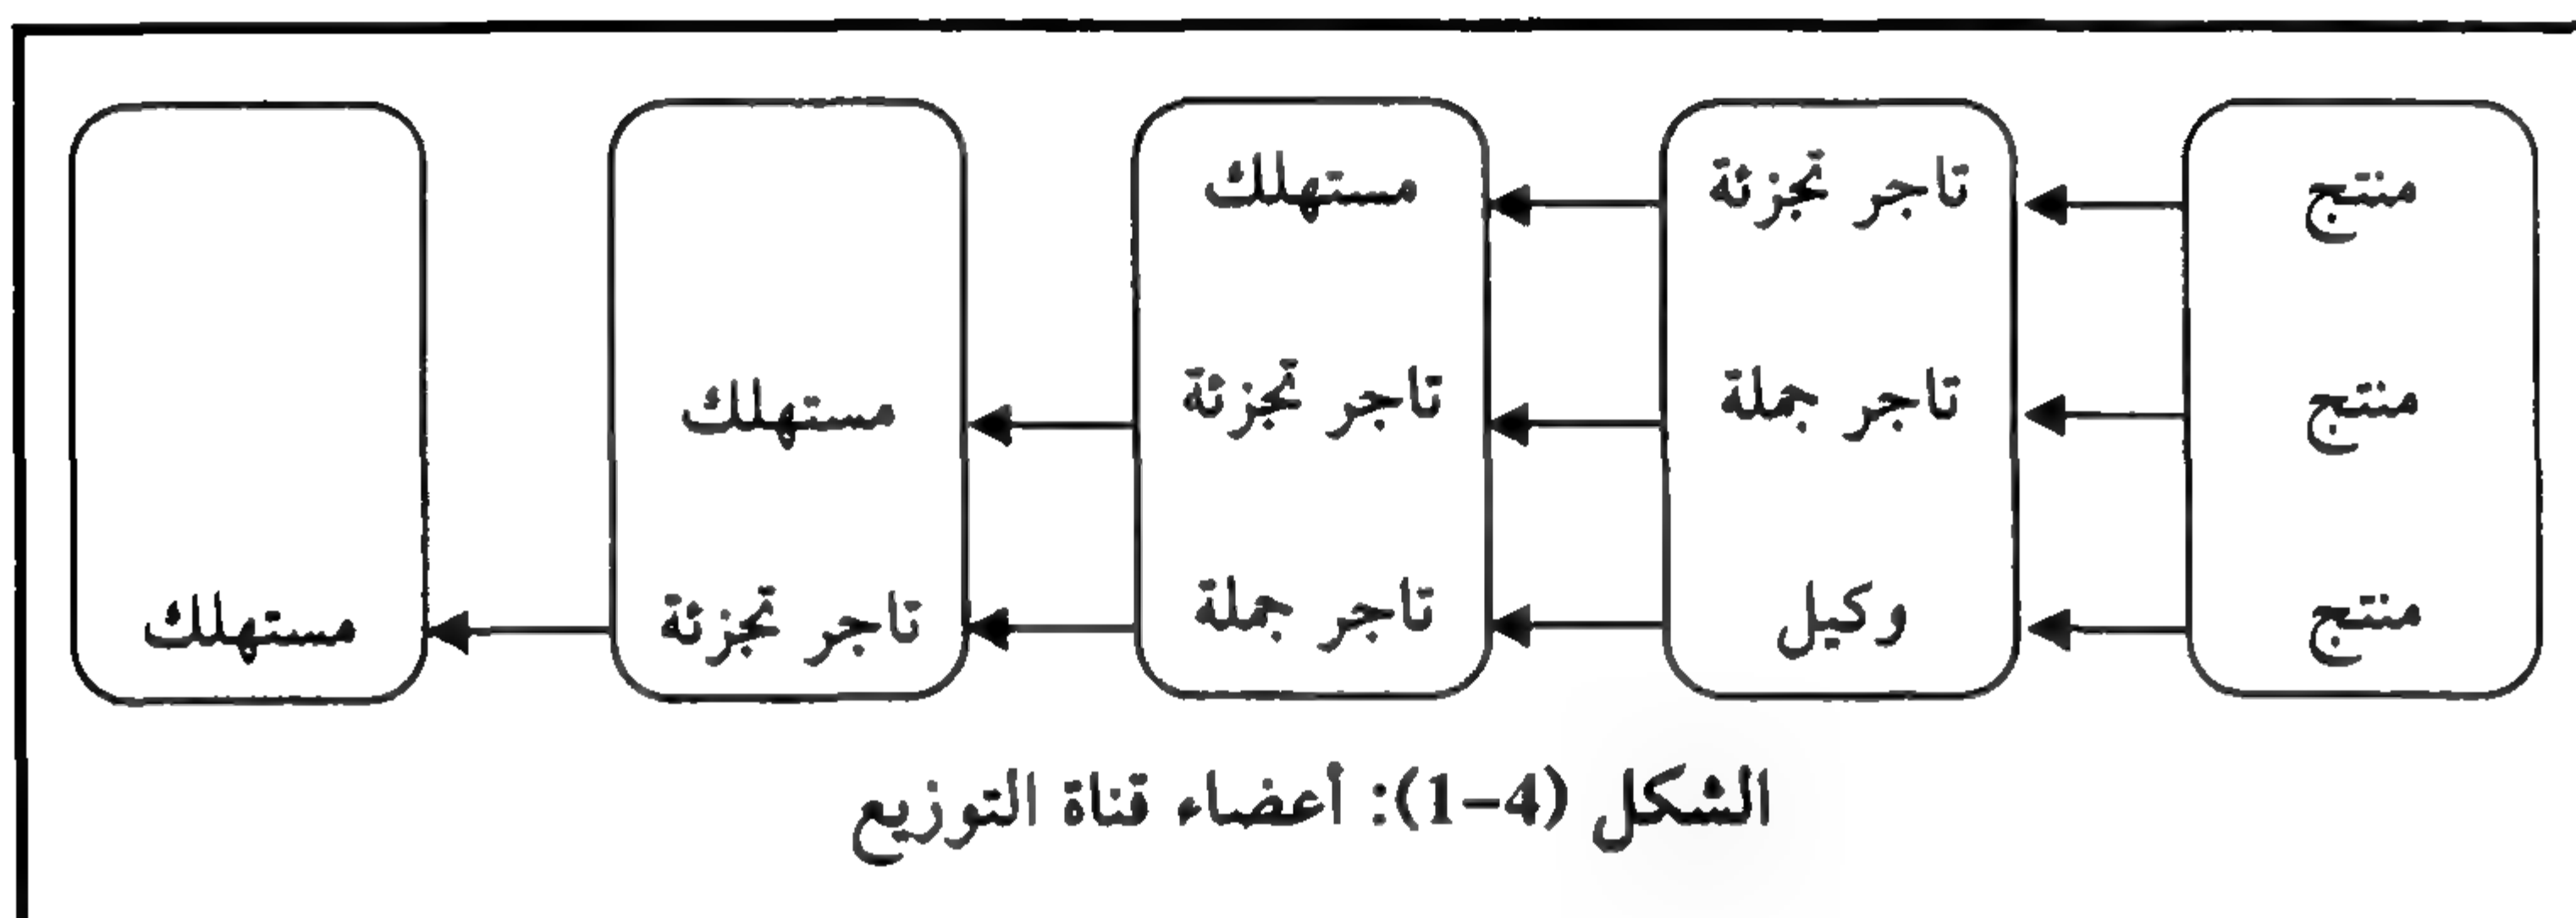 منتج تاجر تجزئة مستهلك
منتج تاجر جملة تاجر تجزئة مستهلك
منتج وكيل تاجر جملة تاجر تجزئة مستهلك
الشكل (4-1): أعضاء قناة التوزيع